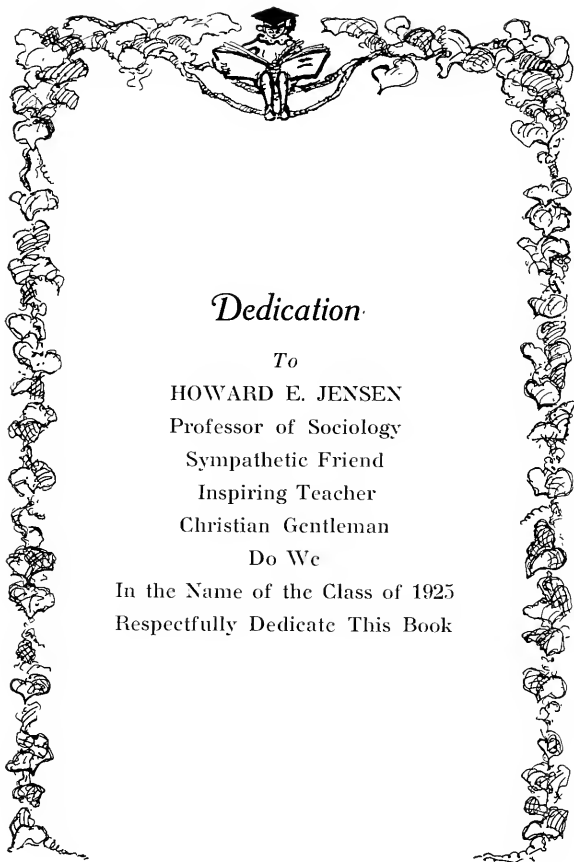 Dedication
To
HOWARD E. JENSEN
Professor of Sociology
Sympathetic Friend
Inspiring Teacher
Christian Gentleman
Do We
In the Name of the Class of 1925
Respectfully Dedicate This Book